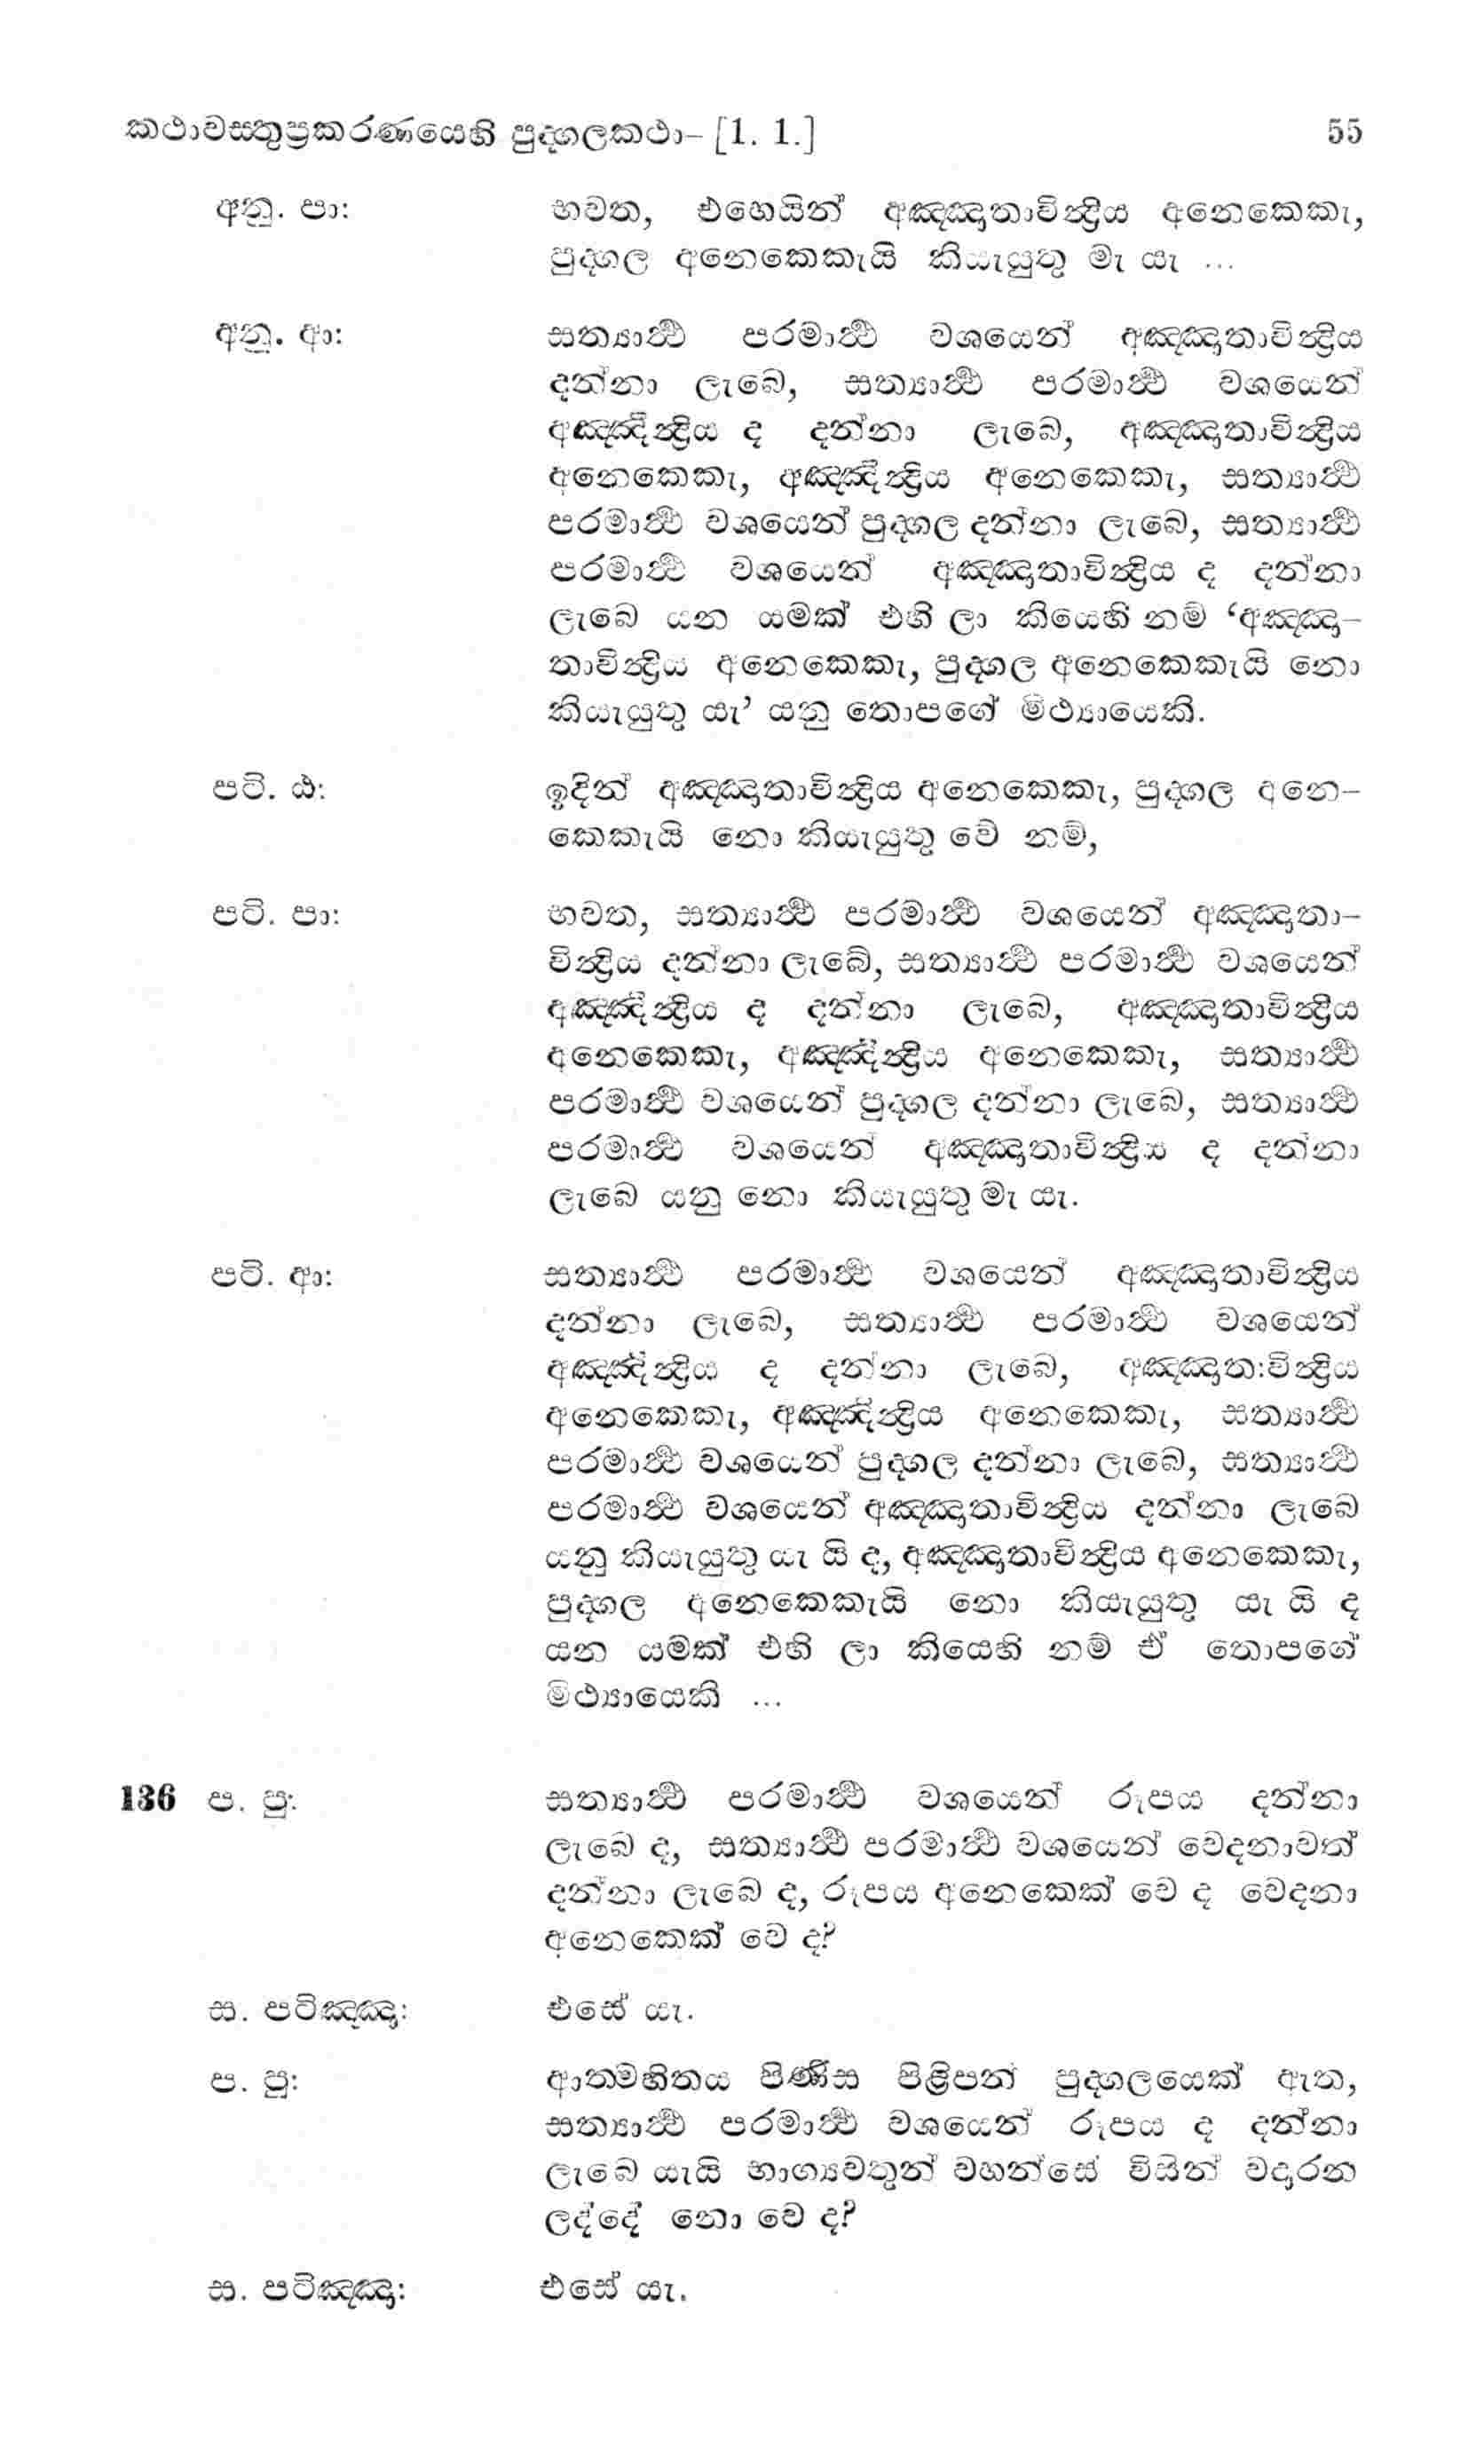 කථාවස්තුප්‍රකරණයෙහි පුද්ගලකථා– [1. 1.] 55
අනු. පා: භවත, එහෙයින් අඤ්ඤාතාවින්‍ද්‍රිය අනෙකෙකැ,
පුද්ගල අනෙකෙකැයි කියැයුතු මැ යැ ...
අනු. ආ: සත්‍යාර්‍ථ පරමාර්‍ථ වශයෙන් අඤ්ඤාතාවින්‍ද්‍රිය
දන්නා ලැබෙ, සත්‍යාර්‍ථ පරමාර්‍ථ වශයෙන්
අඤ්ඤින්‍ද්‍රිය ද දන්නා ලැබෙ, අඤ්ඤාතාවින්‍ද්‍රිය
අනෙකෙකැ, අඤ්ඤින්‍ද්‍රිය අනෙකෙකැ, සත්‍යාර්‍ථ
පරමාර්‍ථ වශයෙන් පුද්ගල දන්නා ලැබෙ, සත්‍යාර්‍ථ
පරමාර්‍ථ වශයෙන් අඤ්ඤාතාවින්‍ද්‍රිය ද දන්නා
ලැබෙ යන යමක් එහි ලා කියෙහි නම් ‘අඤ්ඤා–
තාවින්‍ද්‍රිය අනෙකෙකැ, පුද්ගල අනෙකෙකැයි නො
කියැයුතු යැ’ යනු තොපගේ මිථ්‍යායෙකි.
පටි. ඨ: ඉදින් අඤ්ඤාතාවින්‍ද්‍රිය අනෙකෙකැ, පුද්ගල අනෙ–
කෙකැයි නො කියැයුතු වේ නම්,
පටි. පා: භවත, සත්‍යාර්‍ථ පරමාර්‍ථ වශයෙන් අඤ්ඤාතා–
වින්‍ද්‍රිය දන්නා ලැබේ, සත්‍යාර්‍ථ පරමාර්‍ථ වශයෙන්
අඤ්ඤින්‍ද්‍රිය ද දන්නා ලැබෙ, අඤ්ඤාතාවින්‍ද්‍රිය
අනෙකෙකැ, අඤ්ඤින්‍ද්‍රිය අනෙකෙකැ, සත්‍යාර්‍ථ
පරමාර්‍ථ වශයෙන් පුද්ගල දන්නා ලැබෙ, සත්‍යාර්‍ථ
පරමාර්‍ථ වශයෙන් අඤ්ඤාතාවින්‍ද්‍රිය ද දන්නා
ලැබෙ යනු නො කියැයුතු මැ යැ.
පටි. ආ: සත්‍යාර්‍ථ පරමාර්‍ථ වශයෙන් අඤ්ඤාතාවින්‍ද්‍රිය
දන්නා ලැබෙ, සත්‍යාර්‍ථ පරමාර්‍ථ වශයෙන්
අඤ්ඤින්‍ද්‍රිය ද දන්නා ලැබෙ, අඤ්ඤාතාවින්‍ද්‍රිය
අනෙකෙකැ, අඤ්ඤින්‍ද්‍රිය අනෙකෙකැ, සත්‍යාර්‍ථ
පරමාර්‍ථ වශයෙන් පුද්ගල දන්නා ලැබෙ, සත්‍යාර්‍ථ
පරමාර්‍ථ වශයෙන් අඤ්ඤාතාවින්‍ද්‍රිය දන්නා ලැබෙ
යනු කියැයුතු යැ යි ද, අඤ්ඤාතාවින්‍ද්‍රිය අනෙකෙකැ,
පුද්ගල අනෙකෙකැයි නො කියැයුතු යැ යි ද
යන යමක් එහි ලා කියෙහි නම් ඒ තොපගේ
මිථ්‍යායෙකි ...
136 ප. පු: සත්‍යාර්‍ථ පරමාර්‍ථ වශයෙන් රූපය දන්නා
ලැබෙ ද, සත්‍යාර්‍ථ පරමාර්‍ථ වශයෙන් වෙදනාවත්
දන්නා ලැබෙ ද, රූපය අනෙකෙක් වෙ ද වෙදනා
අනෙකෙක් වෙ ද?
ස. පටිඤ්ඤා: එසේ යැ.
ප. පු: ආත්මහිතය පිණිස පිළිපන් පුද්ගලයෙක් ඇත,
සත්‍යාර්‍ථ පරමාර්‍ථ වශයෙන් රූපය ද දන්නා
ලැබෙ යැයි භාග්‍යවතුන් වහන්සේ විසින් වදාරන
ලද්දේ නො වෙ ද?
ස. පටිඤ්ඤා: එසේ යැ.